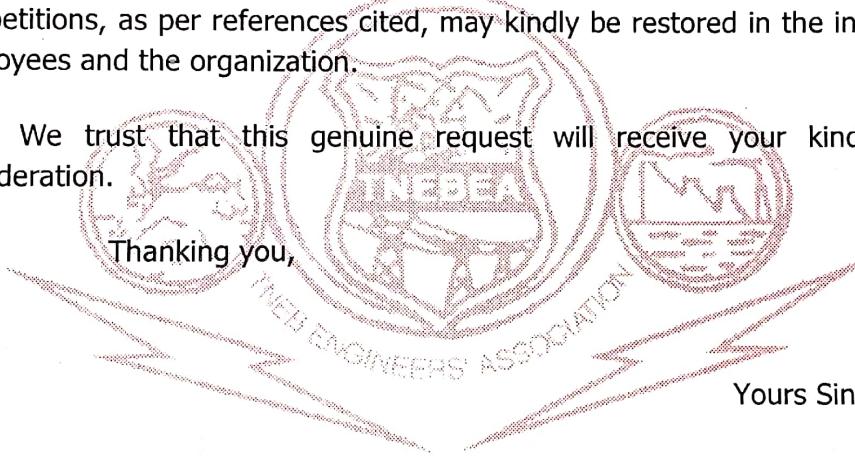 etitions, as per references cited, may kindly be restored in the in
oyees and the organization.
We trust that this genuine request will receive your kind
deration.
TNEBEA
Thanking you,
TNEB ENGINEERS' ASSOCIATION
Yours Sin